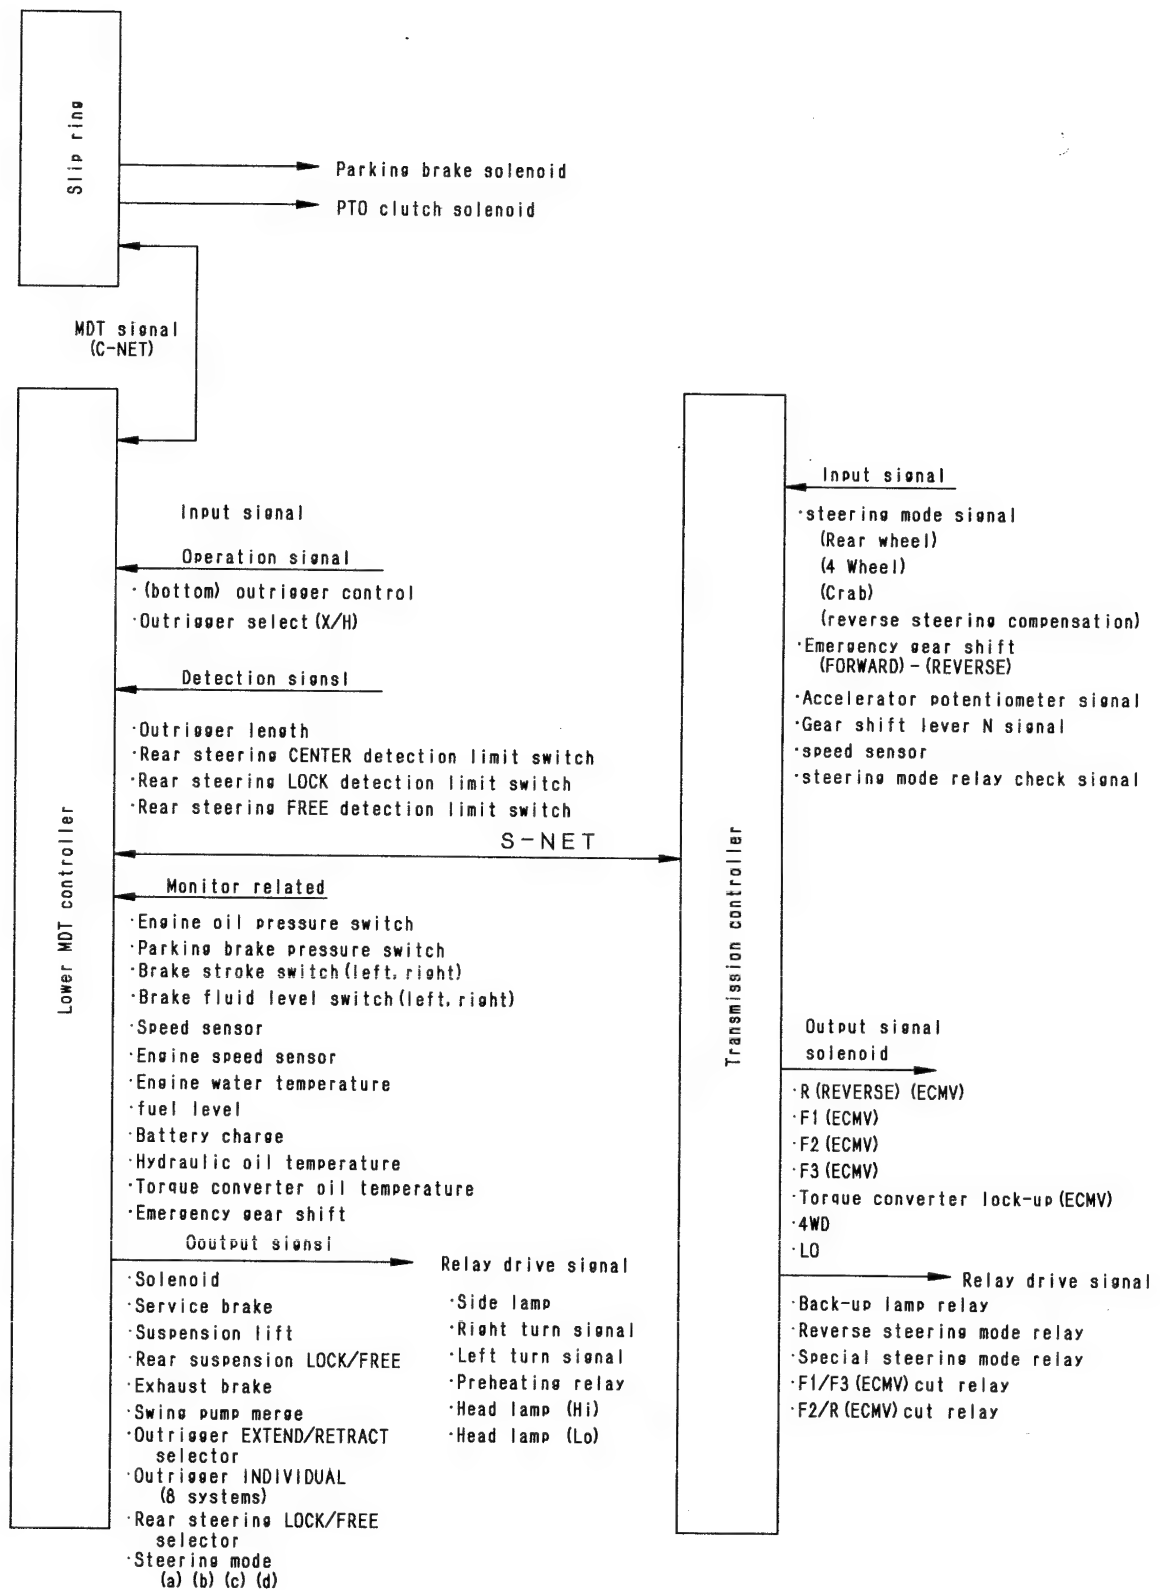 Slip ring
Parking brake solenoid
PTO clutch solenoid
MDT signal
(C-NET)
Lower MDT controller
Input signal
Operation signal
·(bottom) outrigger control
·Outrigger select(X/H)
Detection signsl
·Outrigger length
·Rear steering CENTER detection limit switch
·Rear steering LOCK detection limit switch
·Rear steering FREE detection limit switch
S-NET
Monitor related
·Engine oil pressure switch
·Parking brake pressure switch
·Brake stroke switch(left, right)
·Brake fluid level switch(left, right)
·Speed sensor
·Engine speed sensor
·Engine water temperature
·fuel level
·Battery charge
·Hydraulic oil temperature
·Torque converter oil temperature
·Emergency gear shift
Ooutput signsi
·Solenoid
·Service brake
·Suspension lift
·Rear suspension LOCK/FREE
·Exhaust brake
·Swing pump merge
·Outrigger EXTEND/RETRACT
selector
·Outrigger INDIVIDUAL
(8 systems)
·Rear steering LOCK/FREE
selector
·Steering mode
(a) (b) (c) (d)
Relay drive signal
·Side lamp
·Right turn signal
·Left turn signal
·Preheating relay
·Head lamp (Hi)
·Head lamp (Lo)
Transmission controller
Input signal
·steering mode signal
(Rear wheel)
(4 Wheel)
(Crab)
(reverse steering compensation)
·Emergency gear shift
(FORWARD)-(REVERSE)
·Accelerator potentiometer signal
·Gear shift lever N signal
·speed sensor
·steering mode relay check signal
Output signal
solenoid
·R(REVERSE) (ECMV)
·F1(ECMV)
·F2(ECMV)
·F3(ECMV)
·Torque converter lock-up(ECMV)
·4WD
·LO
Relay drive signal
·Back-up lamp relay
·Reverse steering mode relay
·Special steering mode relay
·F1/F3(ECMV)cut relay
·F2/R(ECMV)cut relay